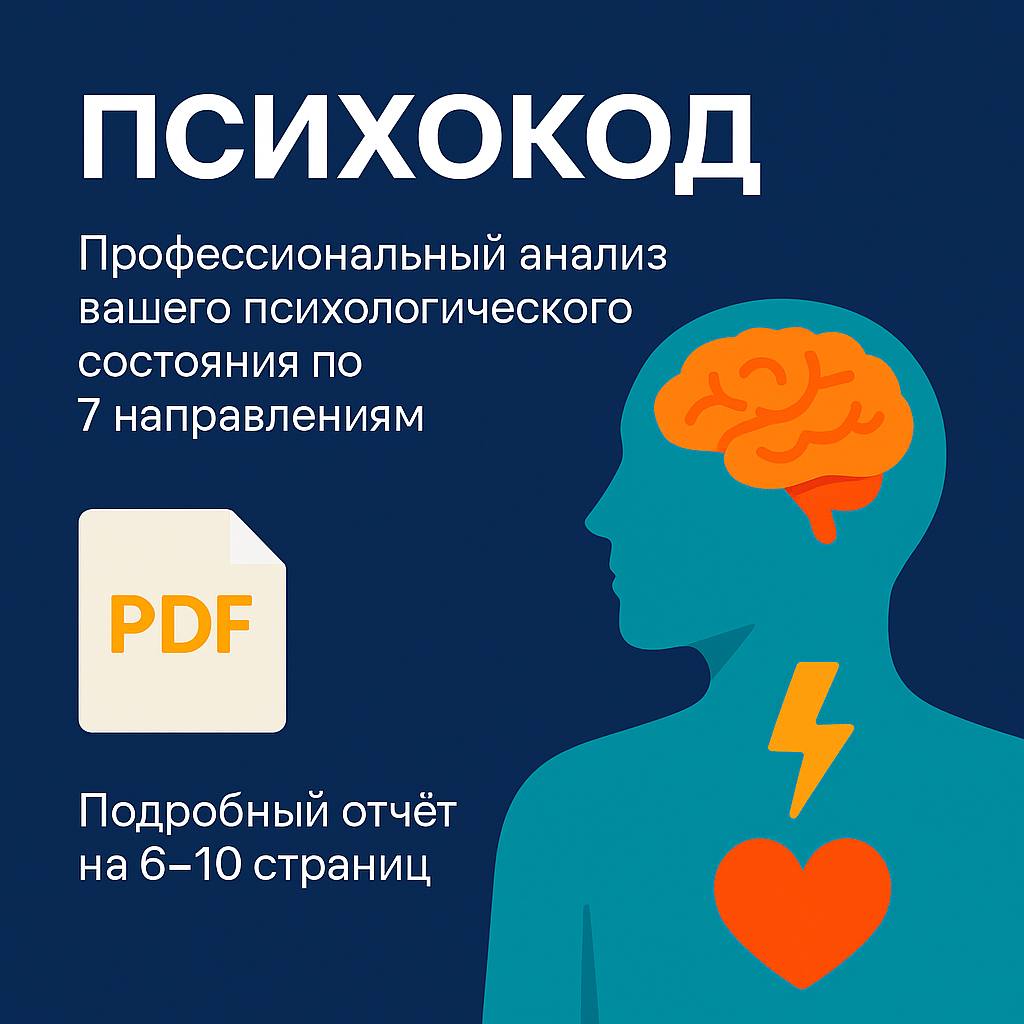 ПСИХОКОД
Профессиональный анализ
вашего психологического
состояния по
7 направлениям
PDF
Подробный отчёт
на 6–10 страниц